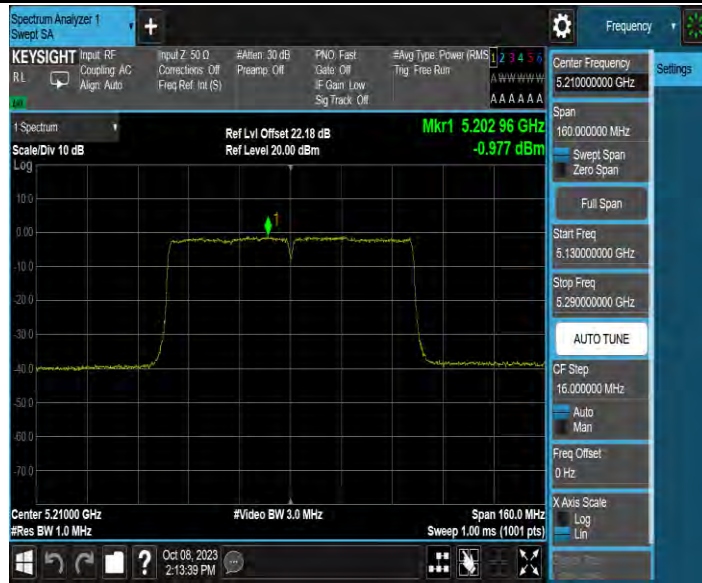 Spectrum Analyzer 1
Swept SA
+
Frequency
KEYSIGHT
RL
Input: RF
Coupling: AC
Align: Auto
Input Z: 50 Ω
Corrections: Off
Freq Ref: Int (S)
#Atten: 30 dB
Preamp: Off
PNO: Fast
Gate: Off
IF Gain: Low
Sig Track: Off
#Avg Type: Power (RMS
Trig: Free Run
1 2 3 4 5 6
A W W W W W
A A A A A A
1 Spectrum
Scale/Div 10 dB
Log
Ref Lvl Offset 22.18 dB
Ref Level 20.00 dBm
Mkr1 5.202 96 GHz
-0.977 dBm
10.0
0.00
-10.0
-20.0
-30.0
-40.0
-50.0
-60.0
-70.0
1
Center 5.21000 GHz
#Res BW 1.0 MHz
#Video BW 3.0 MHz
Span 160.0 MHz
Sweep 1.00 ms (1001 pts)
Center Frequency
5.210000000 GHz
Settings
Span
160.000000 MHz
Swept Span
Zero Span
Full Span
Start Freq
5.130000000 GHz
Stop Freq
5.290000000 GHz
AUTO TUNE
CF Step
16.000000 MHz
Auto
Man
Freq Offset
0 Hz
X Axis Scale
Log
Lin
?
Oct 08, 2023
2:13:39 PM